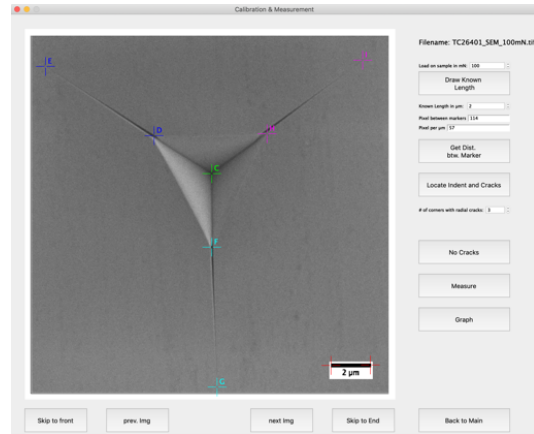 Calibration & Measurement
Filename: TC26401_SEM_100mN.tif
Load on sample in mN: 100
Draw Known
Length
Known Length in µm: 2
Pixel between markers 114
Pixel per µm 57
Get Dist.
btw. Marker
Locate Indent and Cracks
# of corners with radial cracks: 3
No Cracks
Measure
Graph
E
D
C
F
G
2 µm
Skip to front
prev. Img
next Img
Skip to End
Back to Main